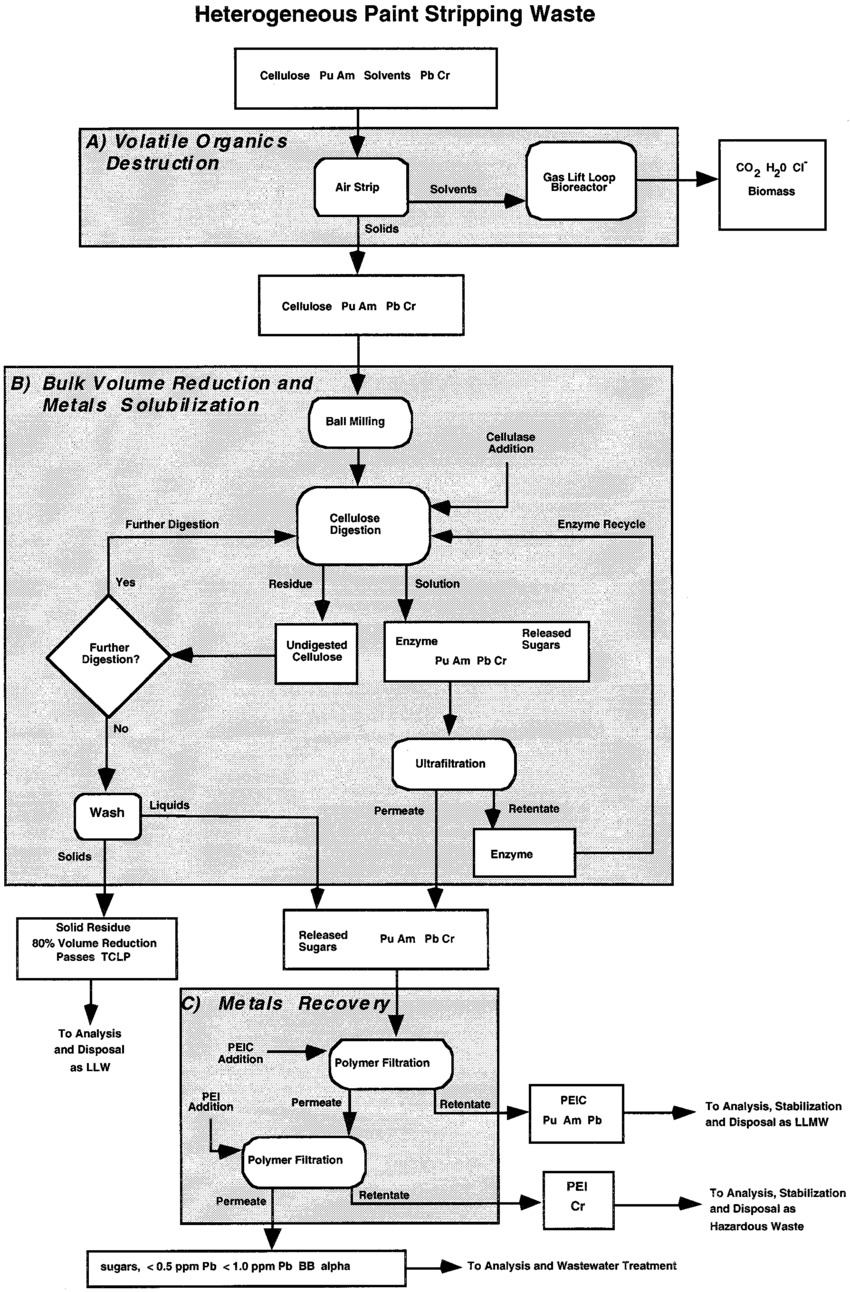 Heterogeneous Paint Stripping Waste
Cellulose Pu Am Solvents Pb Cr
A) Volatile Organics
Destruction
Air Strip
Solvents
Gas Lift Loop
Bioreactor
CO2 H20 Cl-
Biomass
Solids
Cellulose Pu Am Pb Cr
B) Bulk Volume Reduction and
Metals Solubilization
Ball Milling
Cellulase
Addition
Cellulose
Digestion
Further Digestion
Enzyme Recycle
Yes
Residue
Solution
Further
Digestion?
Undigested
Cellulose
Enzyme
Released
Sugars
Pu Am Pb Cr
No
Ultrafiltration
Wash
Liquids
Permeate
Retentate
Solids
Enzyme
Solid Residue
80% Volume Reduction
Passes TCLP
Released
Sugars
Pu Am Pb Cr
To Analysis
and Disposal
as LLW
C) Metals Recovery
PEIC
Addition
Polymer Filtration
PEI
Addition
Permeate
Retentate
PEIC
Pu Am Pb
To Analysis, Stabilization
and Disposal as LLMW
Polymer Filtration
Permeate
Retentate
PEI
Cr
To Analysis, Stabilization
and Disposal as
Hazardous Waste
sugars, < 0.5 ppm Pb < 1.0 ppm Pb BB alpha
To Analysis and Wastewater Treatment